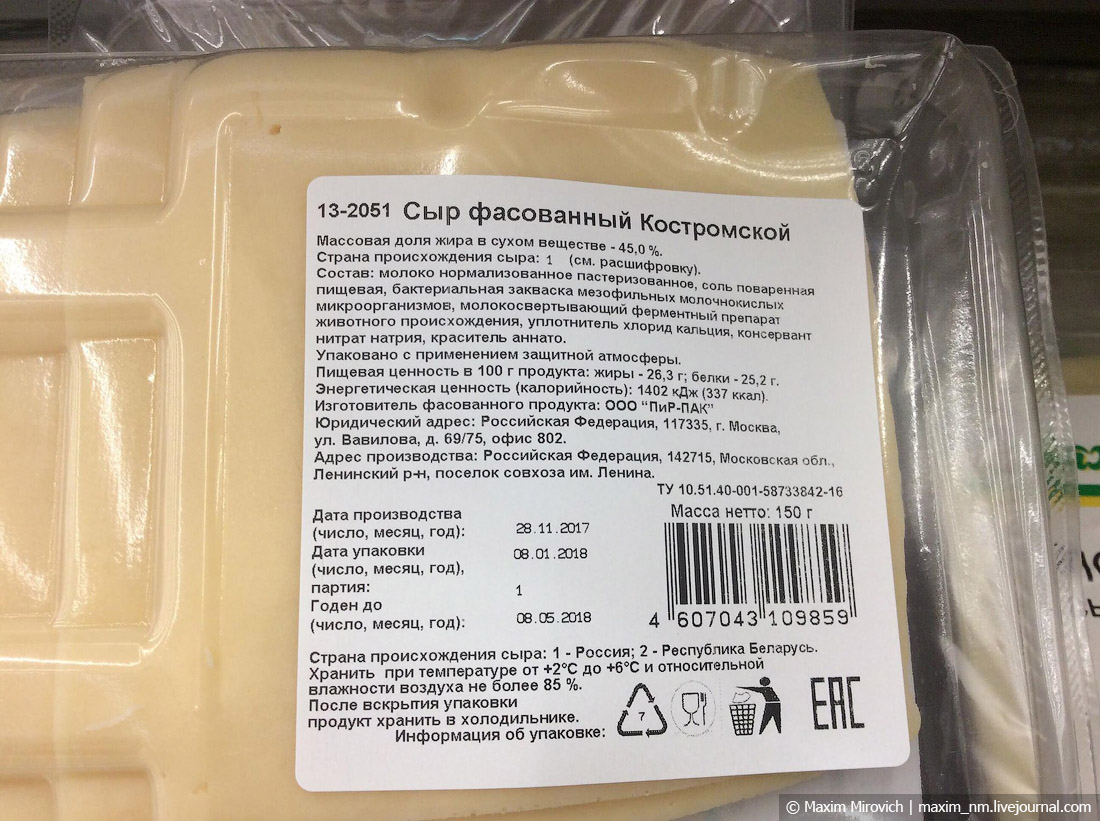 13-2051 Сыр фасованный Костромской
Массовая доля жира в сухом веществе - 45,0 %.
Страна происхождения сыра: 1 (см. расшифровку).
Состав: молоко нормализованное пастеризованное, соль поваренная
пищевая, бактериальная закваска мезофильных молочнокислых
микроорганизмов, молокосвертывающий ферментный препарат
животного происхождения, уплотнитель хлорид кальция, консервант
нитрат натрия, краситель аннато.
Упаковано с применением защитной атмосферы.
Пищевая ценность в 100 г продукта: жиры - 26,3 г; белки - 25,2 г.
Энергетическая ценность (калорийность): 1402 кДж (337 ккал).
Изготовитель фасованного продукта: ООО "ПиР-ПАК"
Юридический адрес: Российская Федерация, 117335, г. Москва,
ул. Вавилова, д. 69/75, офис 802.
Адрес производства: Российская Федерация, 142715, Московская обл.,
Ленинский р-н, поселок совхоза им. Ленина.
ТУ 10.51.40-001-58733842-16
Масса нетто: 150 г
Дата производства
(число, месяц, год): 28.11.2017
Дата упаковки 08.01.2018
(число, месяц, год),
партия: 1
Годен до
(число, месяц, год): 08.05.2018
4 607043 109859
Страна происхождения сыра: 1 - Россия; 2 - Республика Беларусь.
Хранить при температуре от +2°C до +6°C и относительной
влажности воздуха не более 85 %.
После вскрытия упаковки
продукт хранить в холодильнике.
Информация об упаковке: 7 EAC
© Maxim Mirovich | maxim_nm.livejournal.com